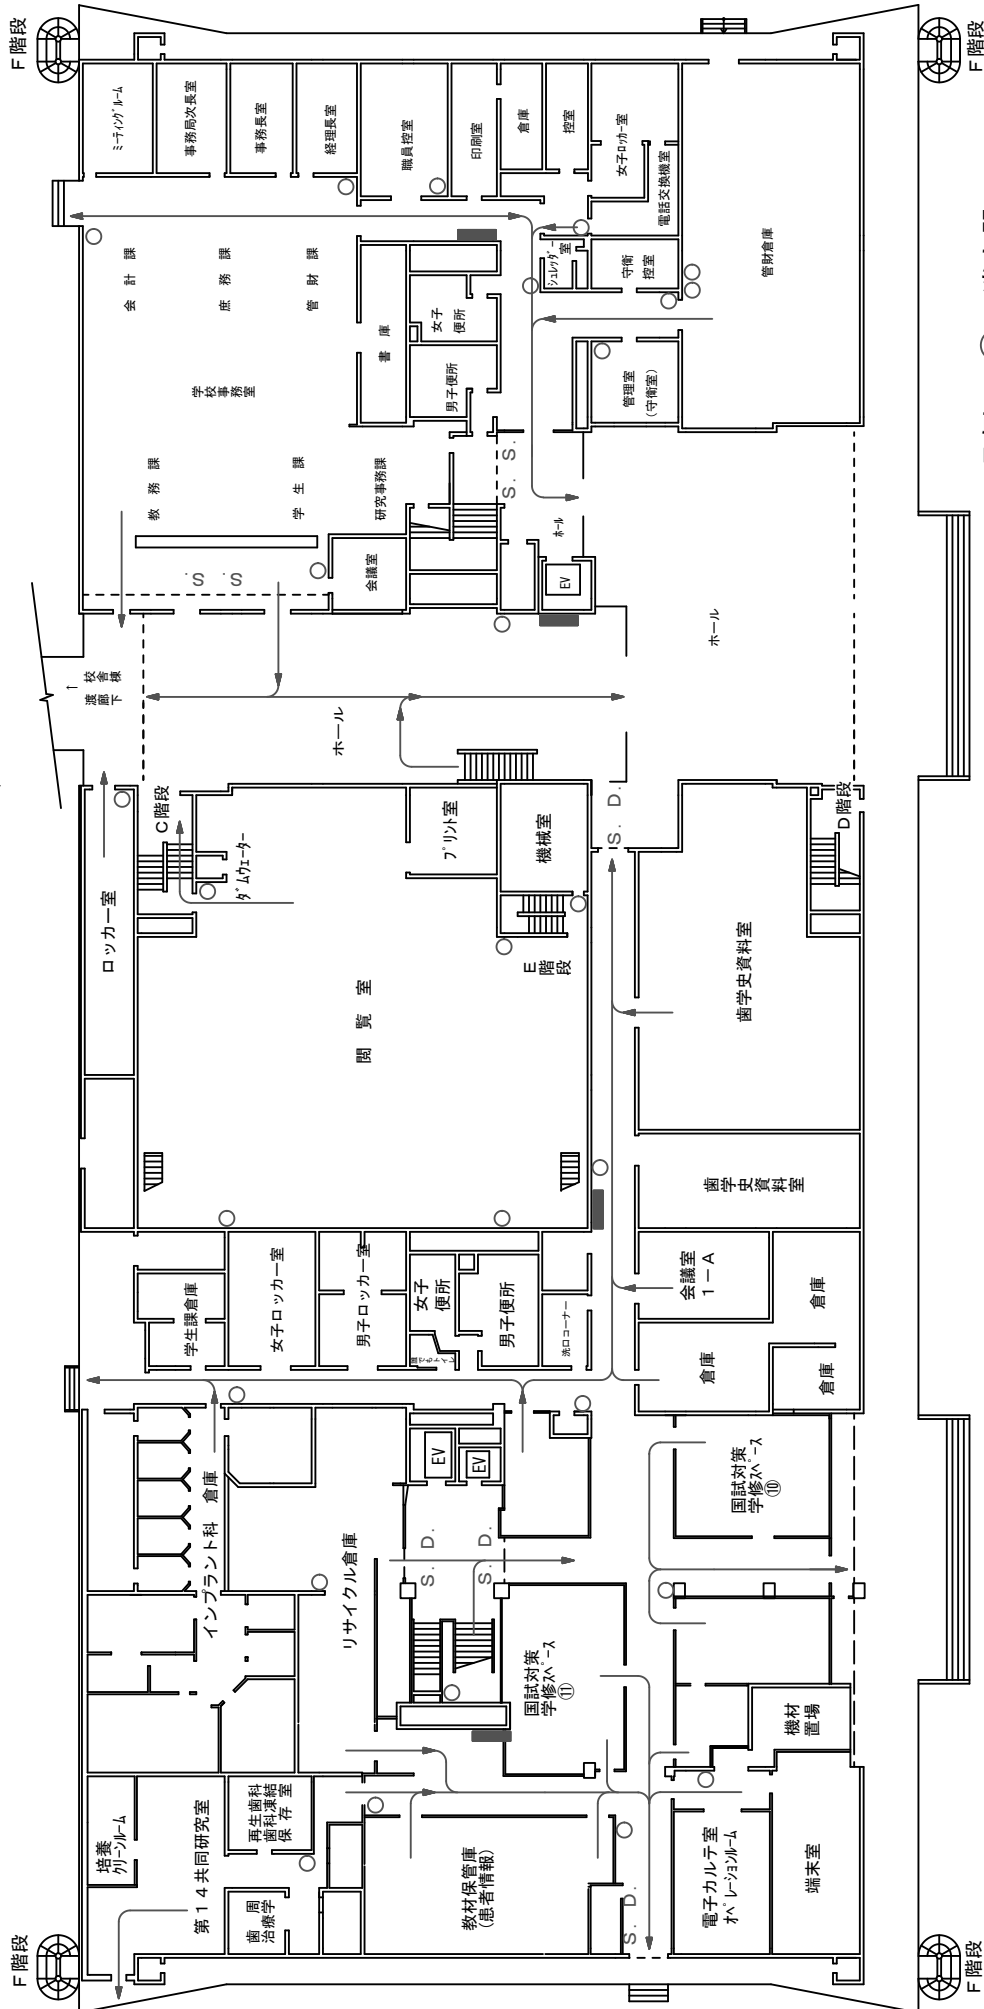 F階段
F階段
ミーティングルーム
事務局次長室
事務長室
経理長室
職員控室
印刷室
倉庫
控室
女子ロッカー室
電話交換機室
管財倉庫
会計課
庶務課
管財課
書庫
女子
便所
男子便所
シュレッダー
室
守衛
控室
管理室
(守衛室)
学校
事務室
教務課
学生課
研究事務課
S. S.
S. S.
会議室
ホール
EV
ホール
↑
校舎棟
渡廊下
ホール
ロッカー室
C階段
ダムウェーター
プリント室
機械室
S. D.
D階段
閲覧室
E
階段
歯学史資料室
歯学史資料室
学生課倉庫
女子ロッカー室
男子ロッカー室
女子
便所
誰でもトイレ
男子便所
洗口コーナー
会議室
1-A
倉庫
倉庫
倉庫
インプラント科 倉庫
リサイクル倉庫
EV
EV
S. D.
S. D.
国試対策
学修スペース
⑩
国試対策
学修スペース
⑪
機材
置場
培養
クリーンルーム
第14共同研究室
再生歯科
歯科凍結
保存室
歯周
治療学
教材保管庫
(患者情報)
S. D.
電子カルテ室
オペレーションルーム
端末室
F階段
F階段